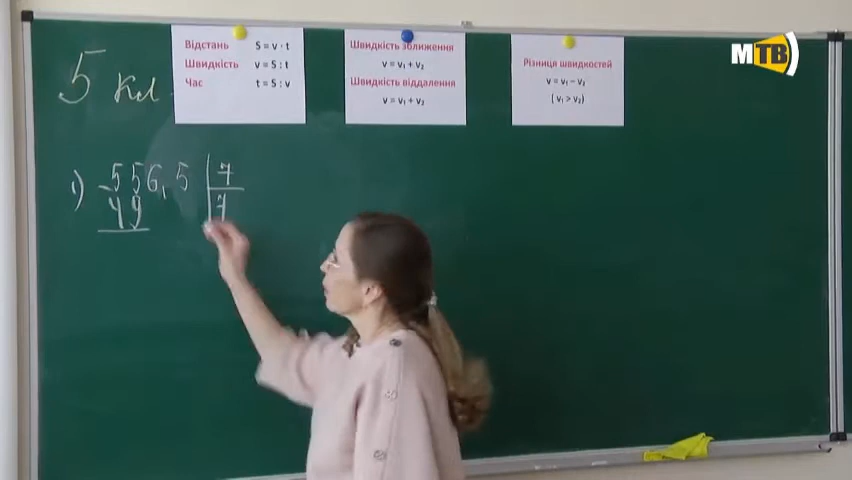 МТВ
5 кл
Відстань S = v · t
Швидкість v = S : t
Час t = S : v
Швидкість зближення
v = v₁ + v₂
Швидкість віддалення
v = v₁ + v₂
Різниця швидкостей
v = v₁ – v₂
( v₁ > v₂)
1) 556,5 | 7
- 49 | 7